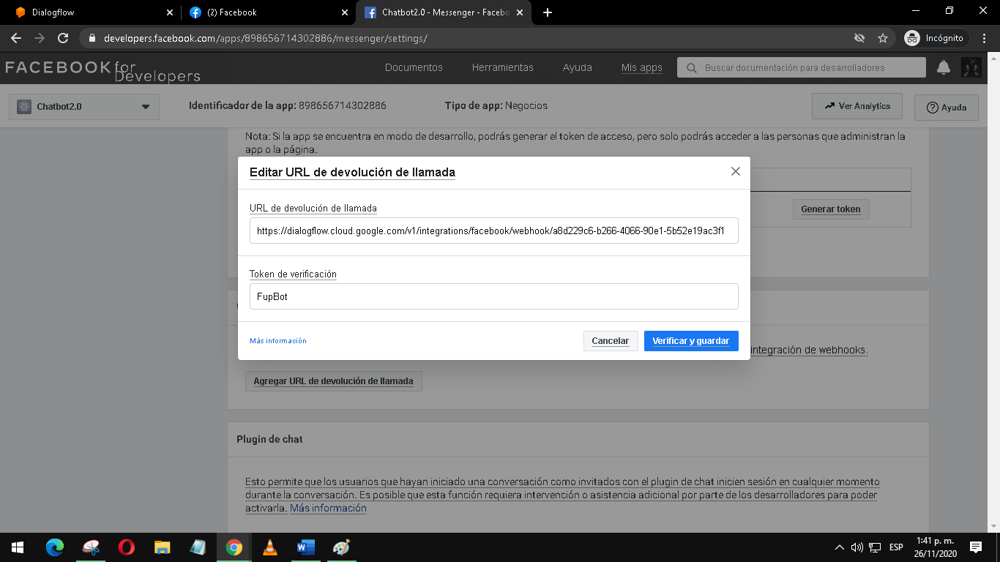 Dialogflow
(2) Facebook
Chatbot2.0 - Messenger - Facebo
developers.facebook.com/apps/898656714302886/messenger/settings/
Incógnito
FACEBOOK for Developers
Documentos
Herramientas
Ayuda
Mis apps
Buscar documentación para desarrolladores
Chatbot2.0
Identificador de la app: 898656714302886
Tipo de app: Negocios
Ver Analytics
Ayuda
Nota: Si la app se encuentra en modo de desarrollo, podrás generar el token de acceso, pero solo podrás acceder a las personas que administran la
app o la página.
Editar URL de devolución de llamada
URL de devolución de llamada
https://dialogflow.cloud.google.com/v1/integrations/facebook/webhook/a8d229c6-b266-4066-90e1-5b52e19ac3f1
Generar token
Token de verificación
FupBot
Más información
Cancelar
Verificar y guardar
integración de webhooks.
Agregar URL de devolución de llamada
Plugin de chat
Esto permite que los usuarios que hayan iniciado una conversación como invitados con el plugin de chat inicien sesión en cualquier momento
durante la conversación. Es posible que esta función requiera intervención o asistencia adicional por parte de los desarrolladores para poder
activarla. Más información
ESP
1:41 p. m.
26/11/2020